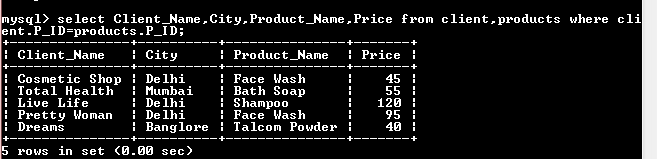 mysql> select Client_Name,City,Product_Name,Price from client,products where cli
ent.P_ID=products.P_ID;
+---------------+----------+----------------+-------+
| Client_Name   | City     | Product_Name   | Price |
+---------------+----------+----------------+-------+
| Cosmetic Shop | Delhi    | Face Wash      |    45 |
| Total Health  | Mumbai   | Bath Soap      |    55 |
| Live Life     | Delhi    | Shampoo        |   120 |
| Pretty Woman  | Delhi    | Face Wash      |    95 |
| Dreams        | Banglore | Talcom Powder  |    40 |
+---------------+----------+----------------+-------+
5 rows in set (0.00 sec)